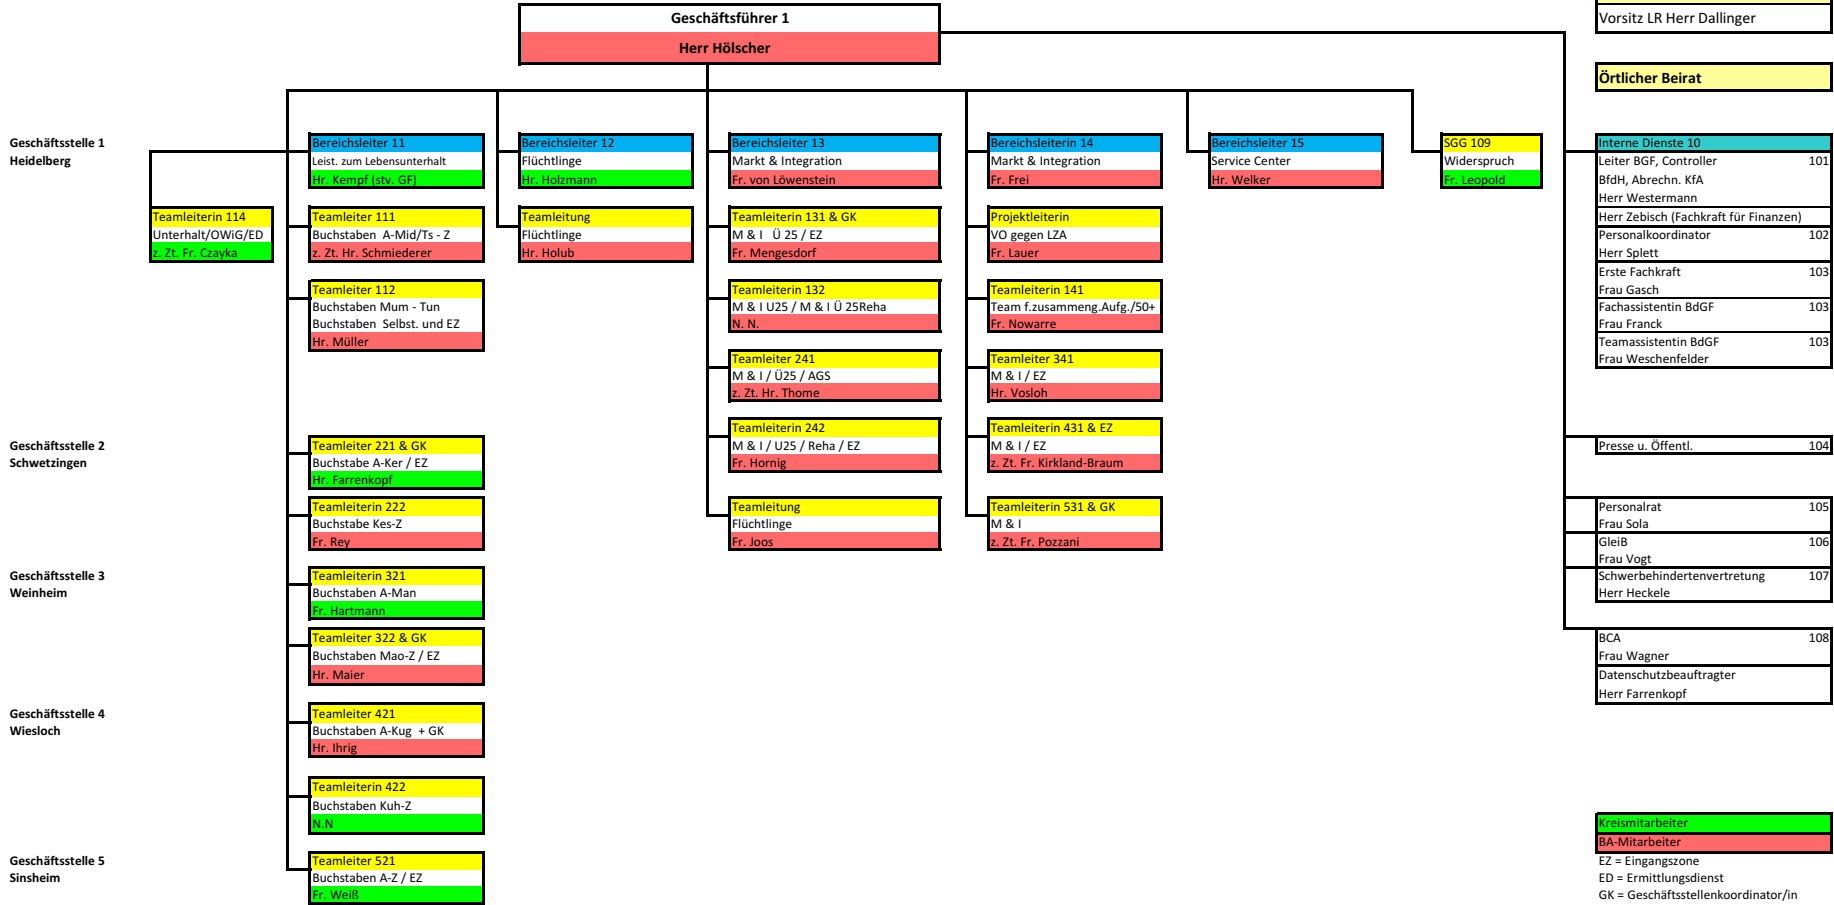 Geschäftsführer 1
Herr Hölscher
Vorsitz LR Herr Dallinger
Örtlicher Beirat
Geschäftsstelle 1
Heidelberg
Bereichsleiter 11
Leist. zum Lebensunterhalt
Hr. Kempf (stv. GF)
Bereichsleiter 12
Flüchtlinge
Hr. Holzmann
Bereichsleiter 13
Markt & Integration
Fr. von Löwenstein
Bereichsleiterin 14
Markt & Integration
Fr. Frei
Bereichsleiter 15
Service Center
Hr. Welker
SGG 109
Widerspruch
Fr. Leopold
Interne Dienste 10
Leiter BGF, Controller 101
BfdH, Abrechn. KfA
Herr Westermann
Herr Zebisch (Fachkraft für Finanzen)
Personalkoordinator 102
Herr Splett
Erste Fachkraft 103
Frau Gasch
Fachassistentin BdGF 103
Frau Franck
Teamassistentin BdGF 103
Frau Weschenfelder
Teamleiterin 114
Unterhalt/OWiG/ED
z. Zt. Fr. Czayka
Teamleiter 111
Buchstaben A-Mid/Ts - Z
z. Zt. Hr. Schmiederer
Teamleitung
Flüchtlinge
Hr. Holub
Teamleiterin 131 & GK
M & I Ü 25 / EZ
Fr. Mengesdorf
Projektleiterin
VO gegen LZA
Fr. Lauer
Teamleiter 112
Buchstaben Mum - Tun
Buchstaben Selbst. und EZ
Hr. Müller
Teamleiterin 132
M & I U25 / M & I Ü 25Reha
N. N.
Teamleiterin 141
Team f.zusammeng.Aufg./50+
Fr. Nowarre
Teamleiter 241
M & I / Ü25 / AGS
z. Zt. Hr. Thome
Teamleiter 341
M & I / EZ
Hr. Vosloh
Geschäftsstelle 2
Schwetzingen
Teamleiter 221 & GK
Buchstabe A-Ker / EZ
Hr. Farrenkopf
Teamleiterin 242
M & I / U25 / Reha / EZ
Fr. Hornig
Teamleiterin 431 & EZ
M & I / EZ
z. Zt. Fr. Kirkland-Braum
Presse u. Öffentl. 104
Teamleiterin 222
Buchstabe Kes-Z
Fr. Rey
Teamleitung
Flüchtlinge
Fr. Joos
Teamleiterin 531 & GK
M & I
z. Zt. Fr. Pozzani
Personalrat 105
Frau Sola
GleiB 106
Frau Vogt
Schwerbehindertenvertretung 107
Herr Heckele
Geschäftsstelle 3
Weinheim
Teamleiterin 321
Buchstaben A-Man
Fr. Hartmann
Teamleiter 322 & GK
Buchstaben Mao-Z / EZ
Hr. Maier
BCA 108
Frau Wagner
Datenschutzbeauftragter
Herr Farrenkopf
Geschäftsstelle 4
Wiesloch
Teamleiter 421
Buchstaben A-Kug + GK
Hr. Ihrig
Teamleiterin 422
Buchstaben Kuh-Z
N.N
Geschäftsstelle 5
Sinsheim
Teamleiter 521
Buchstaben A-Z / EZ
Fr. Weiß
Kreismitarbeiter
BA-Mitarbeiter
EZ = Eingangszone
ED = Ermittlungsdienst
GK = Geschäftsstellenkoordinator/in